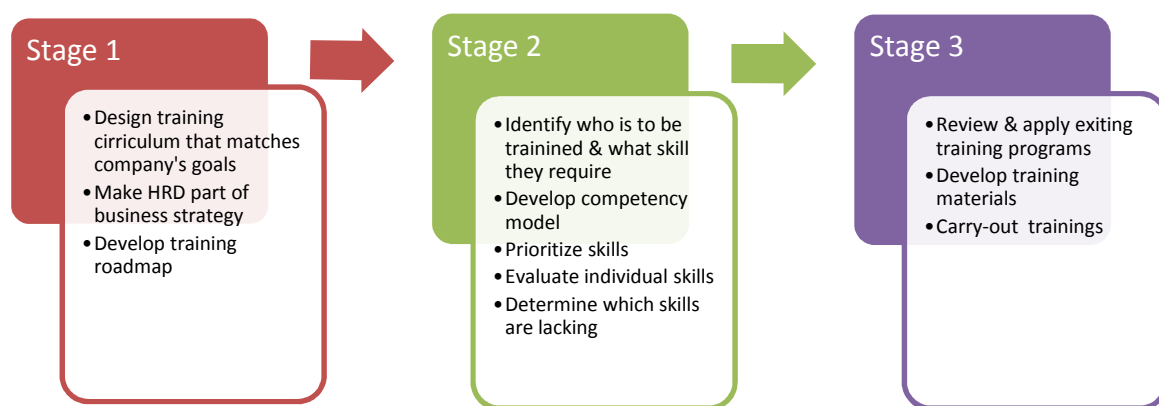 Stage 1
•Design training
cirriculum that matches
company's goals
•Make HRD part of
business strategy
•Develop training
roadmap
Stage 2
•Identify who is to be
trainined & what skill
they require
•Develop competency
model
•Prioritize skills
•Evaluate individual skills
•Determine which skills
are lacking
Stage 3
•Review & apply exiting
training programs
•Develop training
materials
•Carry-out trainings